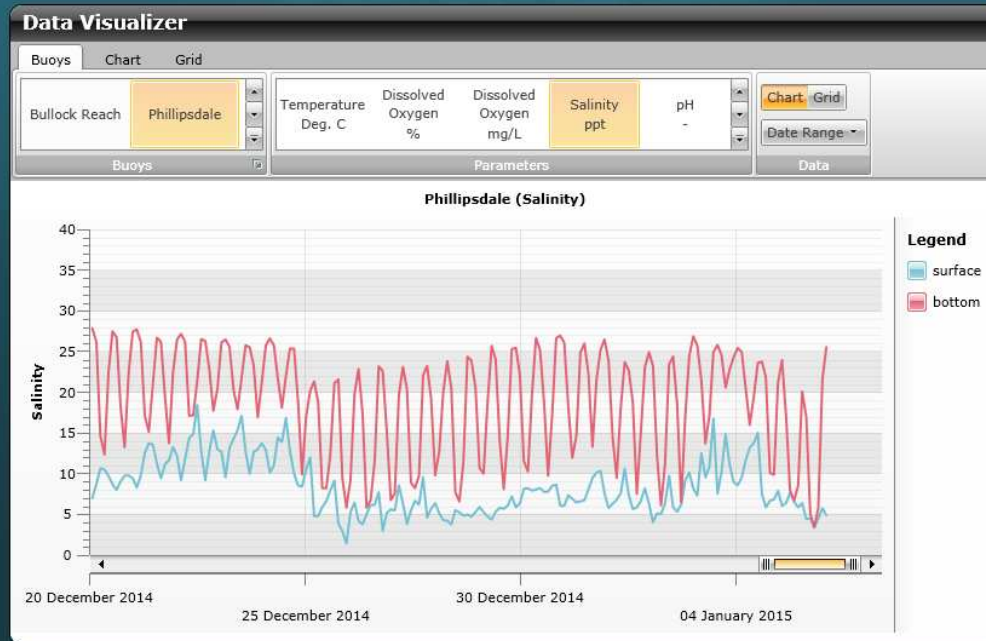 Data Visualizer
Buoys Chart Grid
Bullock Reach Phillipsdale
Temperature
Deg. C
Dissolved
Oxygen
%
Dissolved
Oxygen
mg/L
Salinity
ppt
pH
-
Chart Grid
Date Range
Buoys Parameters Data
Phillipsdale (Salinity)
Salinity
40
35
30
25
20
15
10
5
0
20 December 2014
25 December 2014
30 December 2014
04 January 2015
Legend
surface
bottom